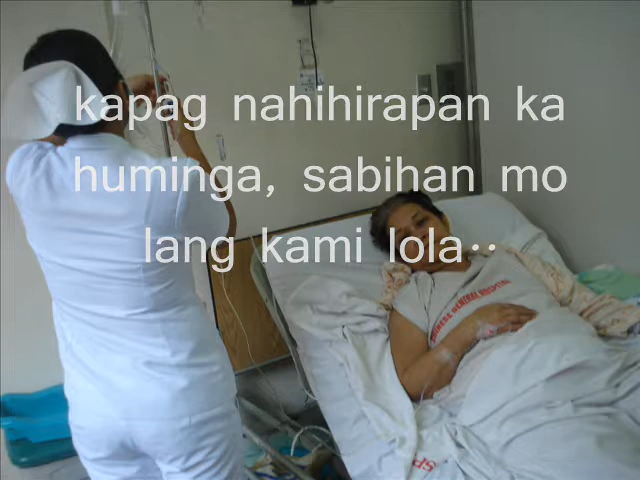 kapag nahihirapan ka
huminga, sabihan mo
lang kami lola..